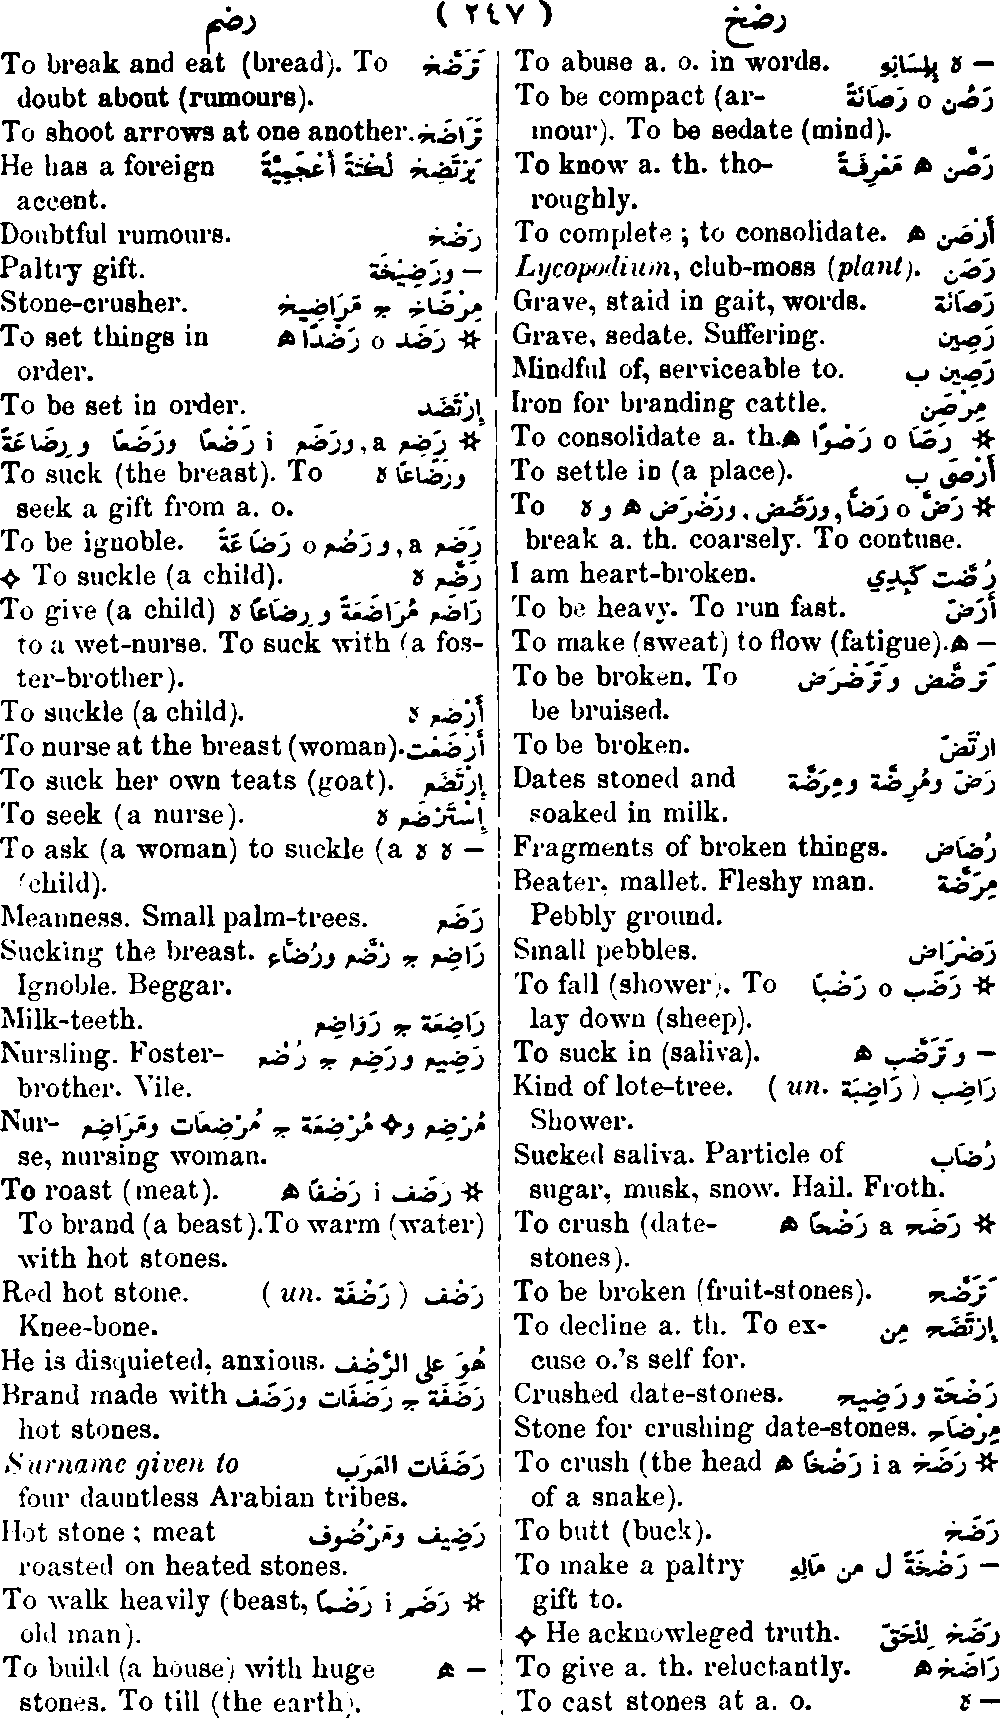 رضخ ( ٢٤٧ ) رضم
To abuse a. o. in words. — ه بِلِسَانِهِ
To be compact (ar- رَصُن o رَصَانَةً
mour). To be sedate (mind).
To know a. th. tho- رَصَّن ه مَعْرِفَةً
roughly.
To complete ; to consolidate. أَرْصَن ه
Lycopodium, club-moss (plant). رَصَن
Grave, staid in gait, words. رَصَانَة
Grave, sedate. Suffering. رَصِين
Mindful of, serviceable to. رَصِين ب
Iron for branding cattle. مِرْصَن
To consolidate a. th. ✲ رَصَا o رَصْوًا ه
To settle in (a place). أَرْصَى ب
To ✲ رَضَّ o رَضًّا, ورَضَّض, ورَضْرَض ه و ه
break a. th. coarsely. To contuse.
I am heart-broken. رُضَّت كَبِدِي
To be heavy. To run fast. أَرَضَّ
To make (sweat) to flow (fatigue). — ه
To be broken. To تَرَضَّض وتَرَضْرَض
be bruised.
To be broken. ارْتَضَّ
Dates stoned and رَضّ ومُرِضَّة ومِرَضَّة
soaked in milk.
Fragments of broken things. رُضَاض
Beater, mallet. Fleshy man. مِرَضَّة
Pebbly ground.
Small pebbles. رَضْرَاض
To fall (shower). To ✲ رَضَب o رَضْبًا
lay down (sheep).
To suck in (saliva). — وتَرَضَّب ه
Kind of lote-tree. رَاضِب ( un. رَاضِبَة )
Shower.
Sucked saliva. Particle of رُضَاب
sugar, musk, snow. Hail. Froth.
To crush (date- ✲ رَضَح a رَضْحًا ه
stones).
To be broken (fruit-stones). تَرَضَّح
To decline a. th. To ex- إِرْتَضَح مِن
cuse o.'s self for.
Crushed date-stones. رَضْحَة ورَضِيح
Stone for crushing date-stones. مِرْضَاح
To crush (the head ✲ رَضَخ i a رَضْخًا ه
of a snake).
To butt (buck). رَضَخ
To make a paltry — رَضْخَةً ل مِن مَالِهِ
gift to.
✧ He acknowleged truth. رَضَخ لِلْحَقّ
To give a. th. reluctantly. رَاضَخ ه
To cast stones at a. o. — ه
To break and eat (bread). To تَرَضَّخ
doubt about (rumours).
To shoot arrows at one another. تَرَاضَخ
He has a foreign يَرْتَضِخ لُكْنَةً أَعْجَمِيَّةً
accent.
Doubtful rumours. رَضْخ
Paltry gift. — ورَضِيخَة
Stone-crusher. مِرْضَاخ ج مَرَاضِيخ
To set things in ✲ رَضَد o رَضْدًا ه
order.
To be set in order. إِرْتَضَد
✲ رَضِع a, ورَضَع i رَضْعًا ورَضَعًا ورِضَاعَةً
To suck (the breast). To ورَضَاعًا ه
seek a gift from a. o.
To be ignoble. رَضِع a, ورَضُع o رَضَاعَةً
✧ To suckle (a child). رَضَّع ه
To give (a child) رَاضَع مُرَاضَعَةً ورِضَاعًا ه
to a wet-nurse. To suck with (a fos-
ter-brother).
To suckle (a child). أَرْضَع ه
To nurse at the breast (woman). أَرْضَعَت
To suck her own teats (goat). إِرْتَضَع
To seek (a nurse). إِسْتَرْضَع ه
To ask (a woman) to suckle (a — ه ه
child).
Meanness. Small palm-trees. رَضَع
Sucking the breast. رَاضِع ج رُضَّع ورُضَّاع
Ignoble. Beggar.
Milk-teeth. رَاضِعَة ج رَوَاضِع
Nursling. Foster- رَضِيع ورَضِع ج رُضُع
brother. Vile.
Nur- مُرْضِع و✧ مُرْضِعَة ج مُرْضِعَات ومَرَاضِع
se, nursing woman.
To roast (meat). ✲ رَضَف i رَضْفًا ه
To brand (a beast). To warm (water)
with hot stones.
Red hot stone. رَضْف ( un. رَضْفَة )
Knee-bone.
He is disquieted, anxious. هُوَ عَلَى الرَّضْف
Brand made with رَضْفَة ج رَضَفَات ورَضْف
hot stones.
Surname given to رَضَفَات العَرَب
four dauntless Arabian tribes.
Hot stone ; meat رَضِيف ومَرْضُوف
roasted on heated stones.
To walk heavily (beast, ✲ رَضَم i رَضْمًا
old man).
To build (a house) with huge — ه
stones. To till (the earth).